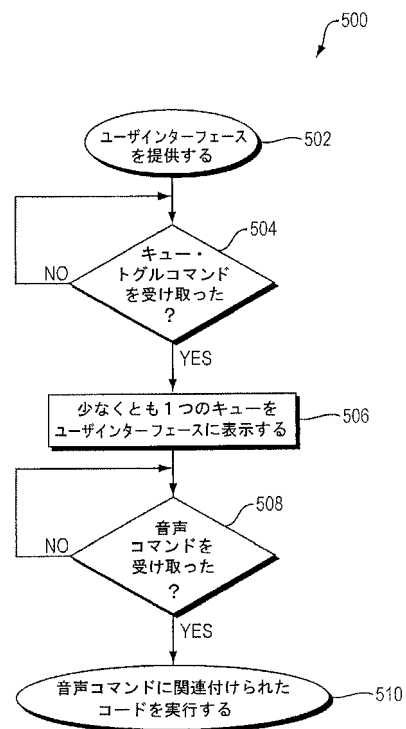 500
ユーザインターフェース
を提供する
502
504
キュー・
トグルコマンド
を受け取った
?
NO
YES
少なくとも1つのキューを
ユーザインターフェースに表示する
506
508
音声
コマンドを
受け取った
?
NO
YES
音声コマンドに関連付けられた
コードを実行する
510